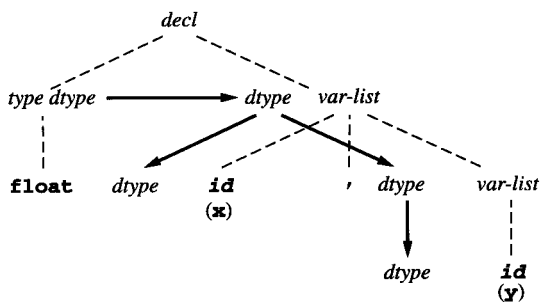 decl
type dtype dtype var-list
float dtype id , dtype var-list
(x)
dtype id
(y)